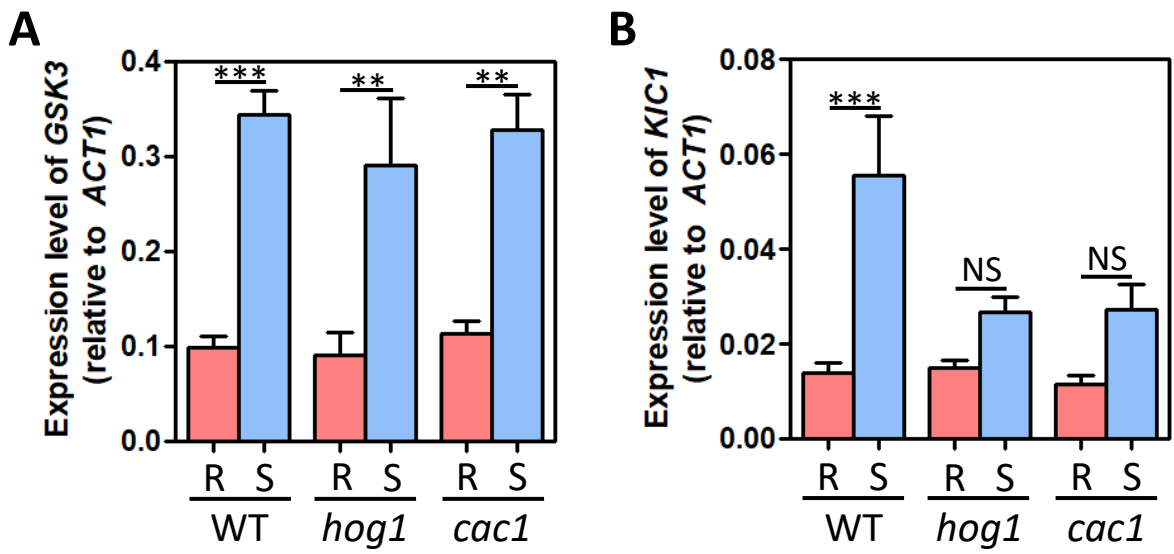 A
Expression level of GSK3
(relative to ACT1)
0.4
0.3
0.2
0.1
0.0
***
**
**
R S R S R S
WT hog1 cac1
B
Expression level of KIC1
(relative to ACT1)
0.08
0.06
0.04
0.02
0.00
***
NS
NS
R S R S R S
WT hog1 cac1